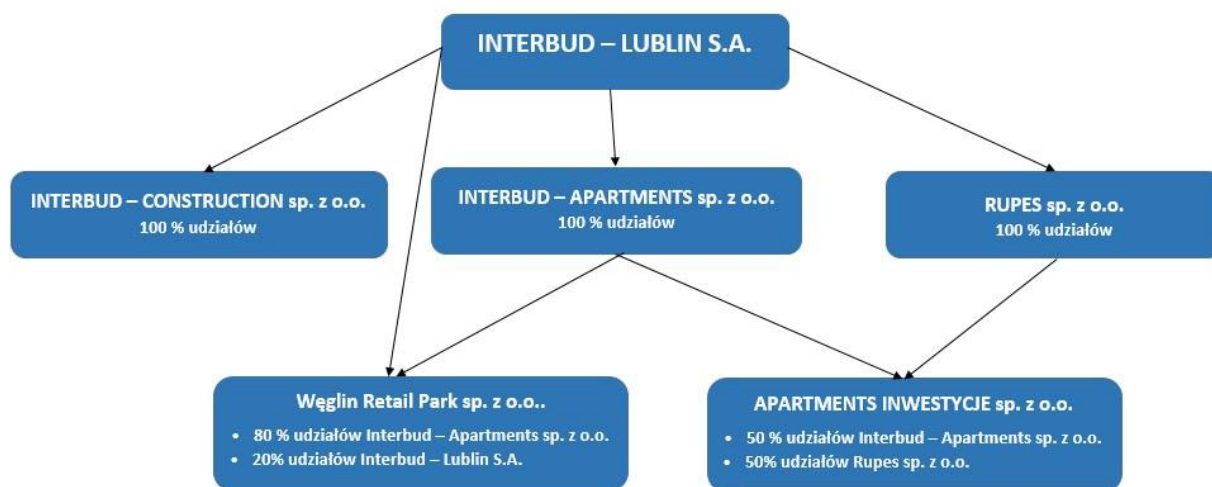 INTERBUD – LUBLIN S.A.
INTERBUD – CONSTRUCTION sp. z o.o.
100 % udziałów
INTERBUD – APARTMENTS sp. z o.o.
100 % udziałów
RUPES sp. z o.o.
100 % udziałów
Węglin Retail Park sp. z o.o..
• 80 % udziałów Interbud – Apartments sp. z o.o.
• 20% udziałów Interbud – Lublin S.A.
APARTMENTS INWESTYCJE sp. z o.o.
• 50 % udziałów Interbud – Apartments sp. z o.o.
• 50% udziałów Rupes sp. z o.o.